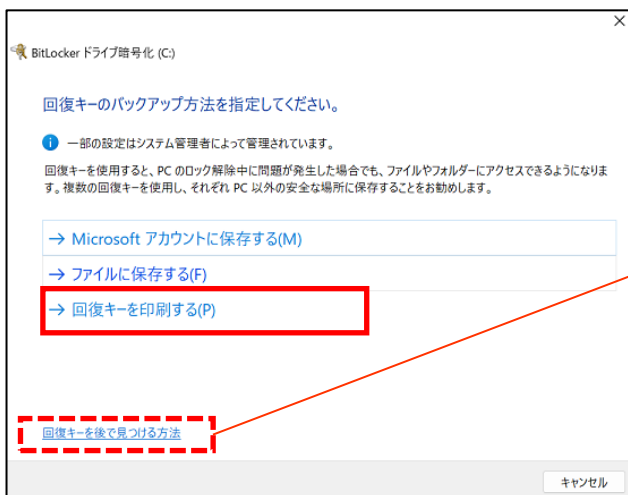 BitLocker ドライブ暗号化 (C:)
回復キーのバックアップ方法を指定してください。
一部の設定はシステム管理者によって管理されています。
回復キーを使用すると、PC のロック解除中に問題が発生した場合でも、ファイルやフォルダーにアクセスできるようになりま
す。複数の回復キーを使用し、それぞれ PC 以外の安全な場所に保存することをお勧めします。
→ Microsoft アカウントに保存する(M)
→ ファイルに保存する(F)
→ 回復キーを印刷する(P)
回復キーを後で見つける方法
キャンセル